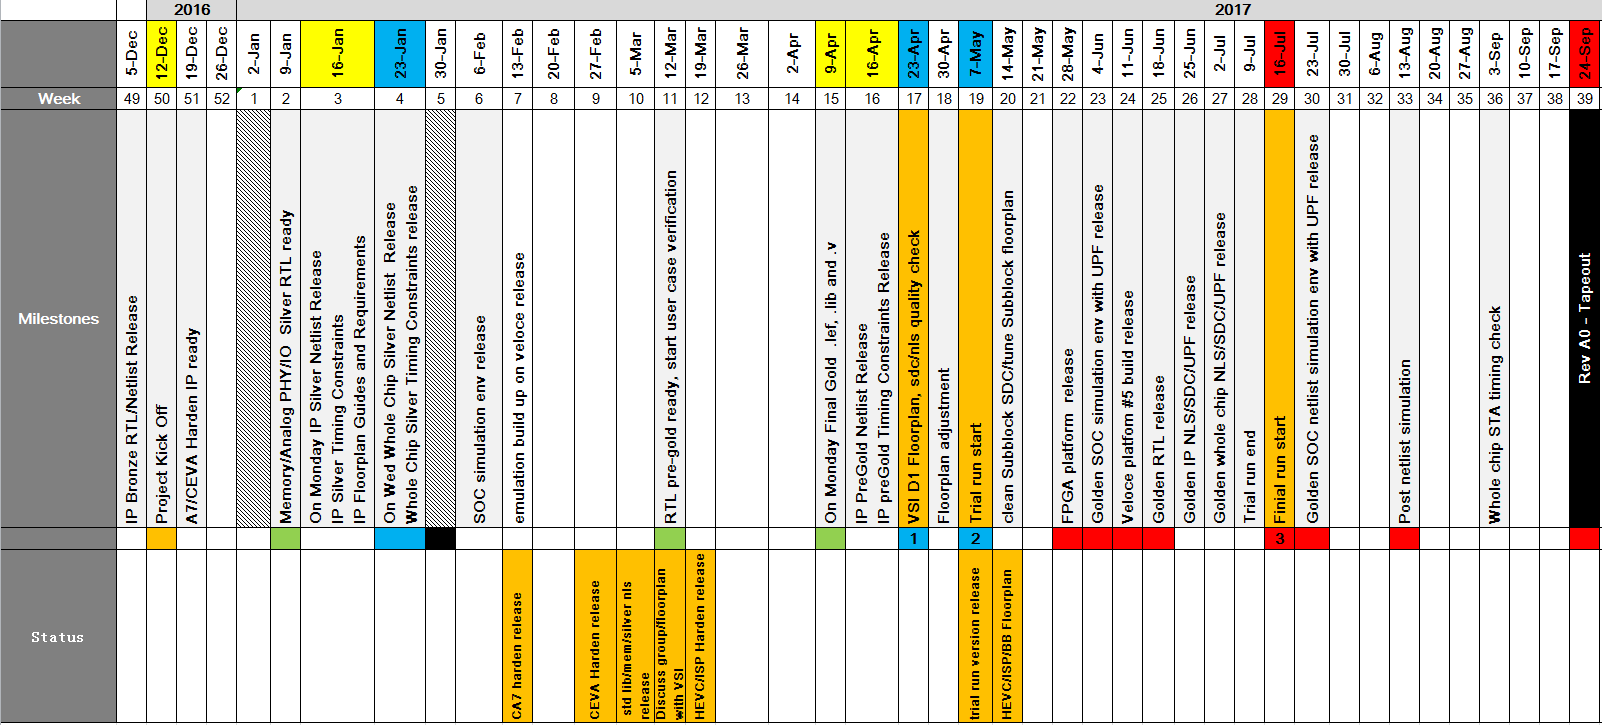 2016
2017
5-Dec
12-Dec
19-Dec
26-Dec
2-Jan
9-Jan
16-Jan
23-Jan
30-Jan
6-Feb
13-Feb
20-Feb
27-Feb
5-Mar
12-Mar
19-Mar
26-Mar
2-Apr
9-Apr
16-Apr
23-Apr
30-Apr
7-May
14-May
21-May
28-May
4-Jun
11-Jun
18-Jun
25-Jun
2-Jul
9-Jul
16-Jul
23-Jul
30-Jul
6-Aug
13-Aug
20-Aug
27-Aug
3-Sep
10-Sep
17-Sep
24-Sep
Week
49
50
51
52
1
2
3
4
5
6
7
8
9
10
11
12
13
14
15
16
17
18
19
20
21
22
23
24
25
26
27
28
29
30
31
32
33
34
35
36
37
38
39
Milestones
IP Bronze RTL/Netlist Release
Project Kick Off
A7/CEVA Harden IP ready
Memory/Analog PHY/IO Silver RTL ready
On Monday IP Silver Netlist Release
IP Silver Timing Constraints
IP Floorplan Guides and Requirements
On Wed Whole Chip Silver Netlist Release
Whole Chip Silver Timing Constraints release
SOC simulation env release
emulation build up on veloce release
RTL pre-gold ready, start user case verification
On Monday Final Gold .lef, .lib and .v
IP PreGold Netlist Release
IP preGold Timing Constraints Release
VSI D1 Floorplan, sdc/nls quality check
Floorplan adjustment
Trial run start
clean Subblock SDC/tune Subblock floorplan
FPGA platform release
Golden SOC simulation env with UPF release
Veloce platform #5 build release
Golden RTL release
Golden IP NLS/SDC/UPF release
Golden whole chip NLS/SDC/UPF release
Trial run end
Finial run start
Golden SOC netlist simulation env with UPF release
Post netlist simulation
Whole chip STA timing check
Rev A0 - Tapeout
1
2
3
Status
CA7 harden release
CEVA Harden release
std lib/mem/silver nls
release
Discuss group/floorplan
with VSI
HEVC/ISP Harden release
trial run version release
HEVC/ISP/BB Floorplan